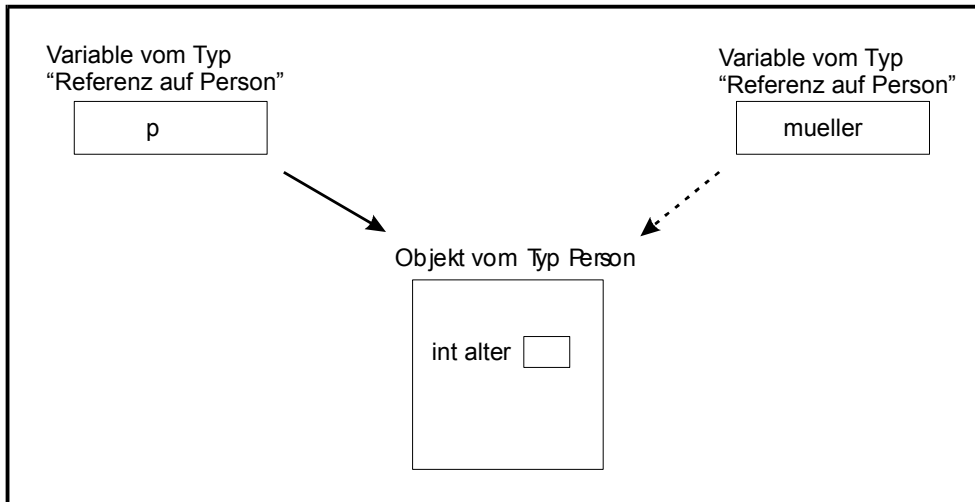 Variable vom Typ
“Referenz auf Person”
p
Variable vom Typ
“Referenz auf Person”
mueller
Objekt vom Typ Person
int alter